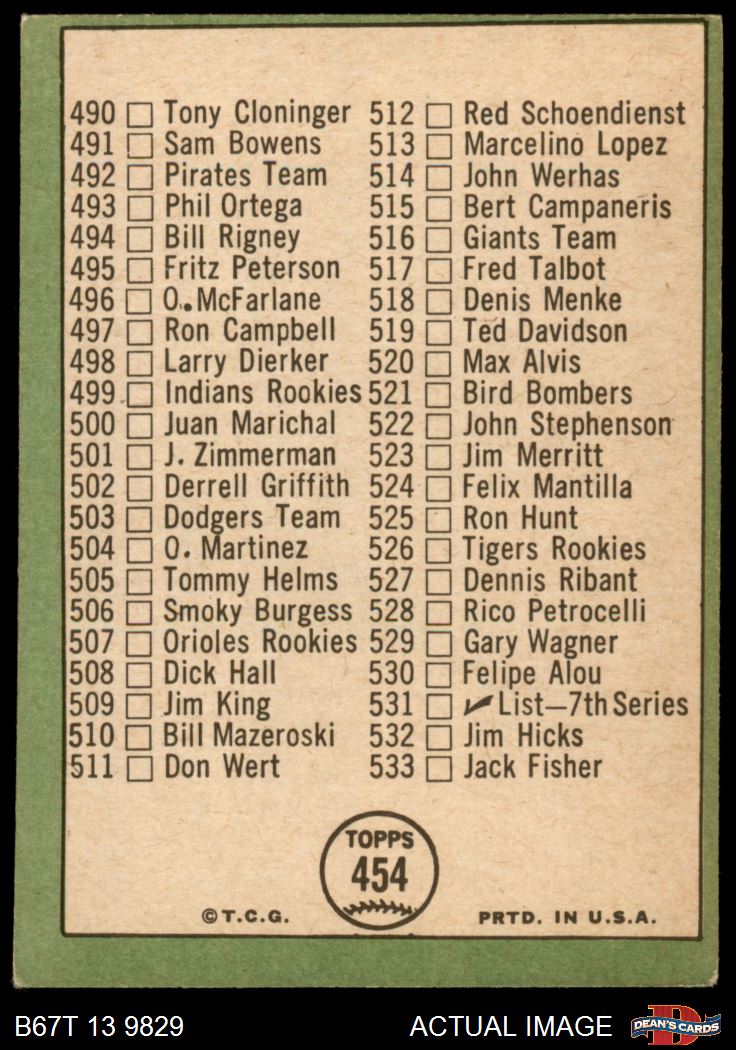 490 Tony Cloninger
491 Sam Bowens
492 Pirates Team
493 Phil Ortega
494 Bill Rigney
495 Fritz Peterson
496 O. McFarlane
497 Ron Campbell
498 Larry Dierker
499 Indians Rookies
500 Juan Marichal
501 J. Zimmerman
502 Derrell Griffith
503 Dodgers Team
504 O. Martinez
505 Tommy Helms
506 Smoky Burgess
507 Orioles Rookies
508 Dick Hall
509 Jim King
510 Bill Mazeroski
511 Don Wert
512 Red Schoendienst
513 Marcelino Lopez
514 John Werhas
515 Bert Campaneris
516 Giants Team
517 Fred Talbot
518 Denis Menke
519 Ted Davidson
520 Max Alvis
521 Bird Bombers
522 John Stephenson
523 Jim Merritt
524 Felix Mantilla
525 Ron Hunt
526 Tigers Rookies
527 Dennis Ribant
528 Rico Petrocelli
529 Gary Wagner
530 Felipe Alou
531 ✔List—7th Series
532 Jim Hicks
533 Jack Fisher
TOPPS
454
©T.C.G.
PRTD. IN U.S.A.
B67T 13 9829
ACTUAL IMAGE
DEAN'S CARDS